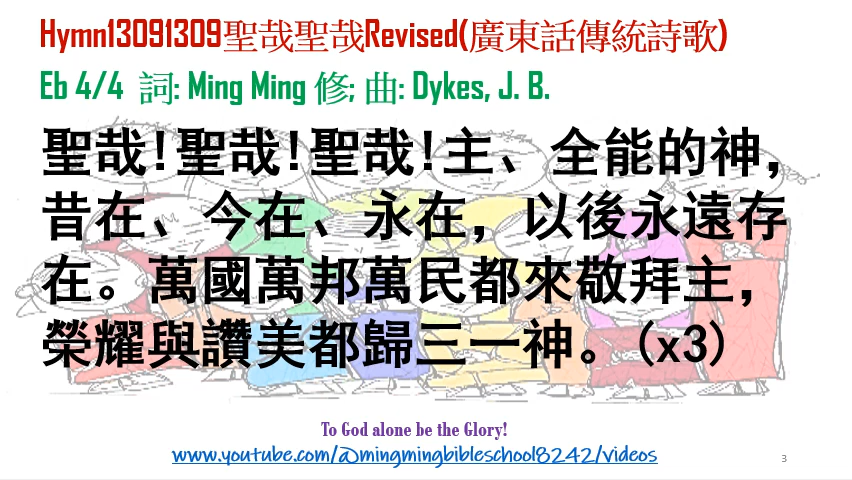 Hymn13091309聖哉聖哉Revised(廣東話傳統詩歌)
Eb 4/4 詞: Ming Ming 修; 曲: Dykes, J. B.
聖哉!聖哉!聖哉!主、全能的神,
昔在、今在、永在，以後永遠存
在。萬國萬邦萬民都來敬拜主，
榮耀與讚美都歸三一神。(x3)
To God alone be the Glory!
www.youtube.com/@mingmingbibleschool8242/videos
3